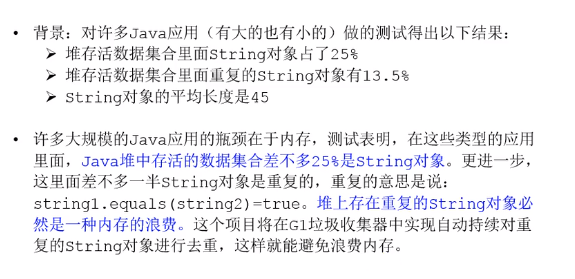 • 背景：对许多Java应用（有大的也有小的）做的测试得出以下结果：
➢ 堆存活数据集合里面String对象占了25%
➢ 堆存活数据集合里面重复的String对象有13.5%
➢ String对象的平均长度是45
• 许多大规模的Java应用的瓶颈在于内存，测试表明，在这些类型的应用
里面，Java堆中存活的数据集合差不多25%是String对象。更进一步，
这里面差不多一半String对象是重复的，重复的意思是说：
string1.equals(string2)=true。堆上存在重复的String对象必
然是一种内存的浪费。这个项目将在G1垃圾收集器中实现自动持续对重
复的String对象进行去重，这样就能避免浪费内存。